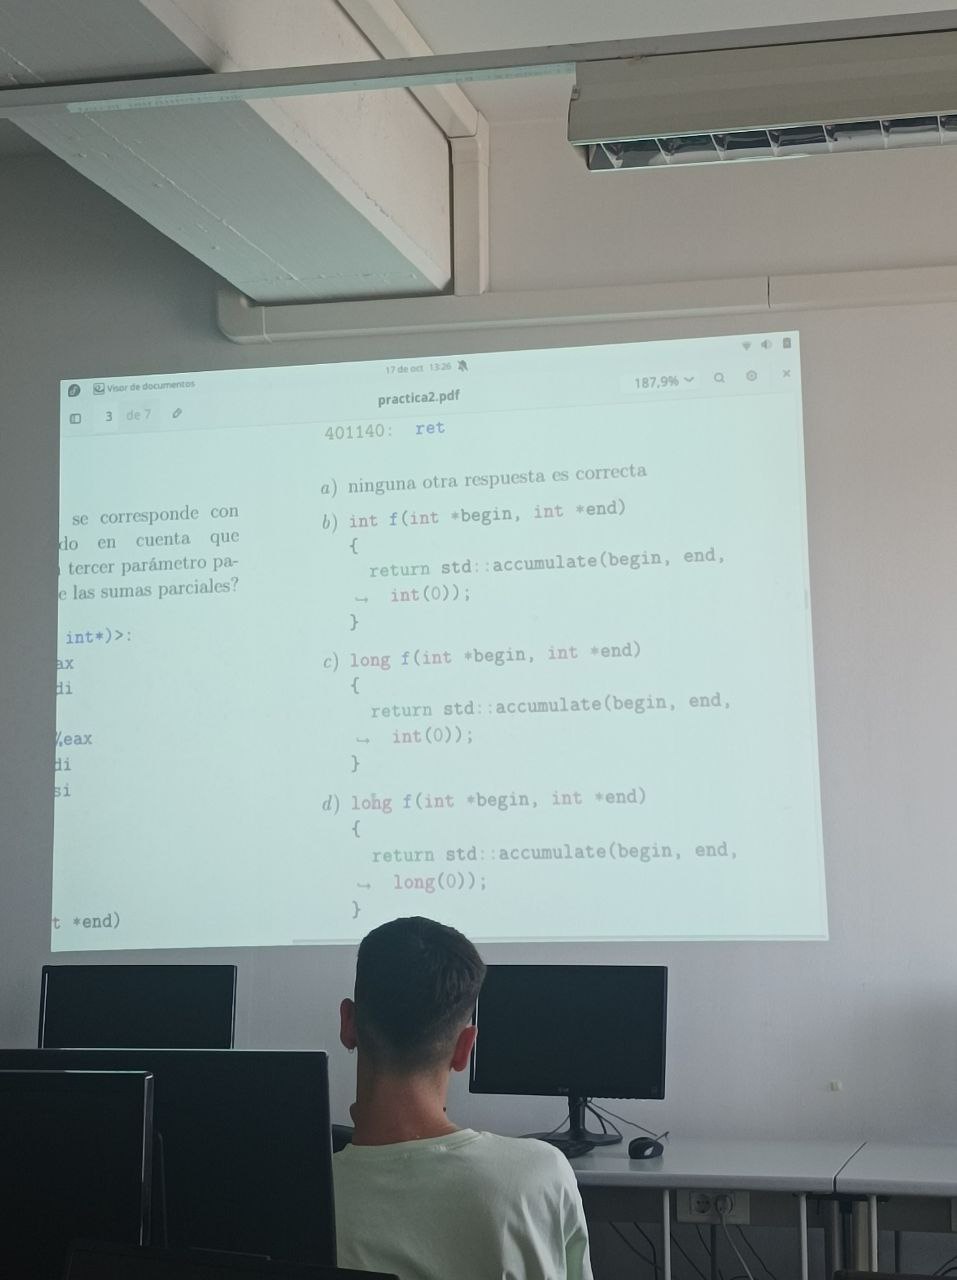 17 de oct 13:26
Visor de documentos
3 de 7
practica2.pdf
187,9%
se corresponde con
do en cuenta que
tercer parámetro pa-
e las sumas parciales?
int*)>:
ax
di
%eax
di
si
t *end)
401140: ret
a) ninguna otra respuesta es correcta
b) int f(int *begin, int *end)
{
return std::accumulate(begin, end,
↪ int(0));
}
c) long f(int *begin, int *end)
{
return std::accumulate(begin, end,
↪ int(0));
}
d) long f(int *begin, int *end)
{
return std::accumulate(begin, end,
↪ long(0));
}